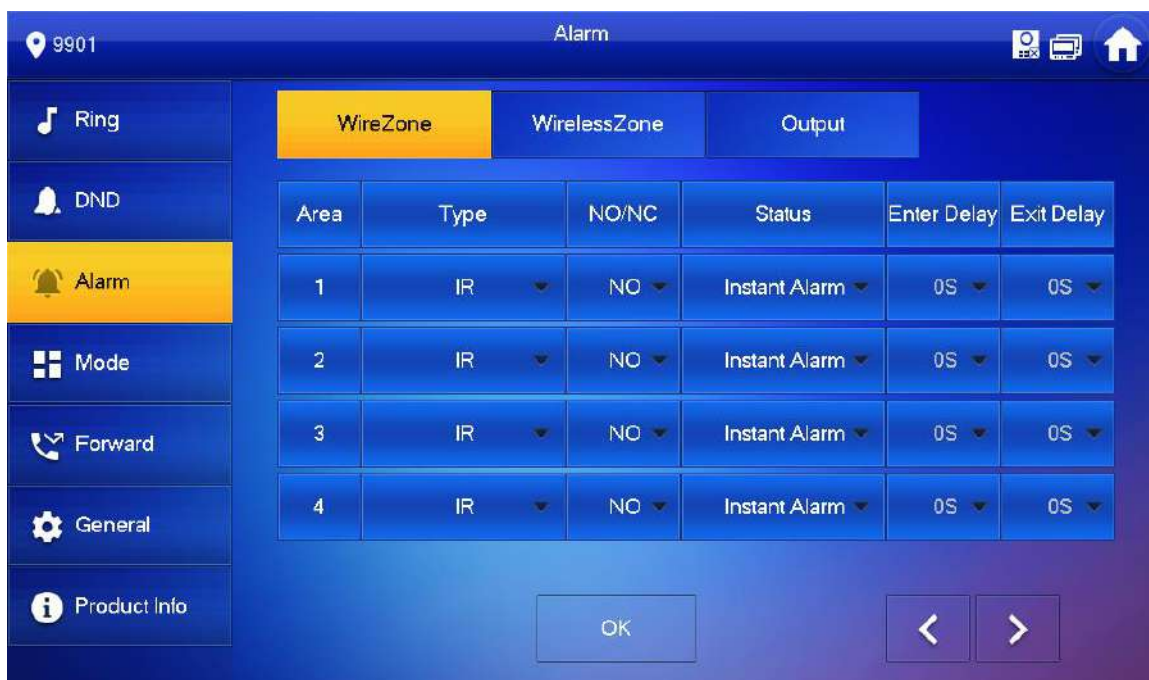 9901
Alarm
Ring
DND
Alarm
Mode
Forward
General
Product Info
WireZone WirelessZone Output
Area Type NO/NC Status Enter Delay Exit Delay
1 IR NO Instant Alarm 0S 0S
2 IR NO Instant Alarm 0S 0S
3 IR NO Instant Alarm 0S 0S
4 IR NO Instant Alarm 0S 0S
OK